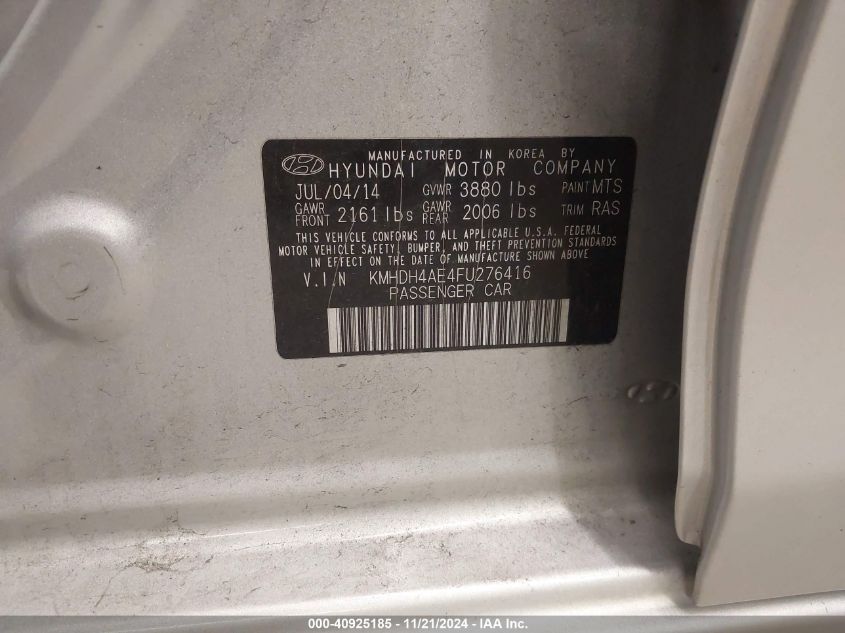 MANUFACTURED IN KOREA BY
HYUNDAI MOTOR COMPANY
JUL/04/14 GVWR 3880 lbs PAINT MTS
GAWR FRONT 2161 lbs GAWR REAR 2006 lbs TRIM RAS
THIS VEHICLE CONFORMS TO ALL APPLICABLE U.S.A. FEDERAL
MOTOR VEHICLE SAFETY, BUMPER, AND THEFT PREVENTION STANDARDS
IN EFFECT ON THE DATE OF MANUFACTURE SHOWN ABOVE
V.I.N KMHDH4AE4FU276416
PASSENGER CAR
000-40925185 - 11/21/2024 - IAA Inc.